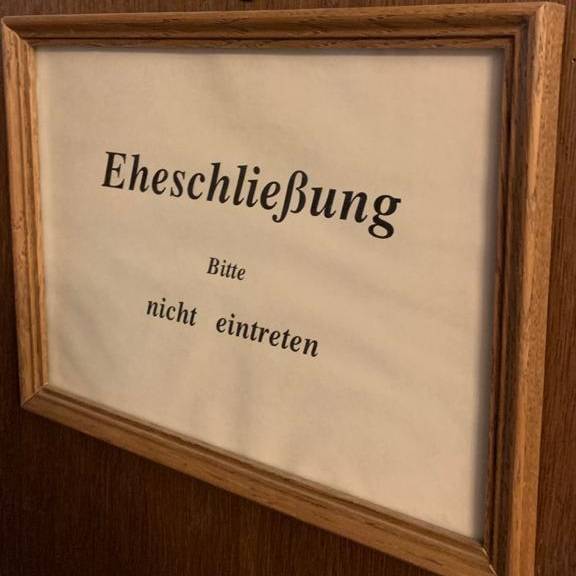 Eheschließung
Bitte
nicht eintreten